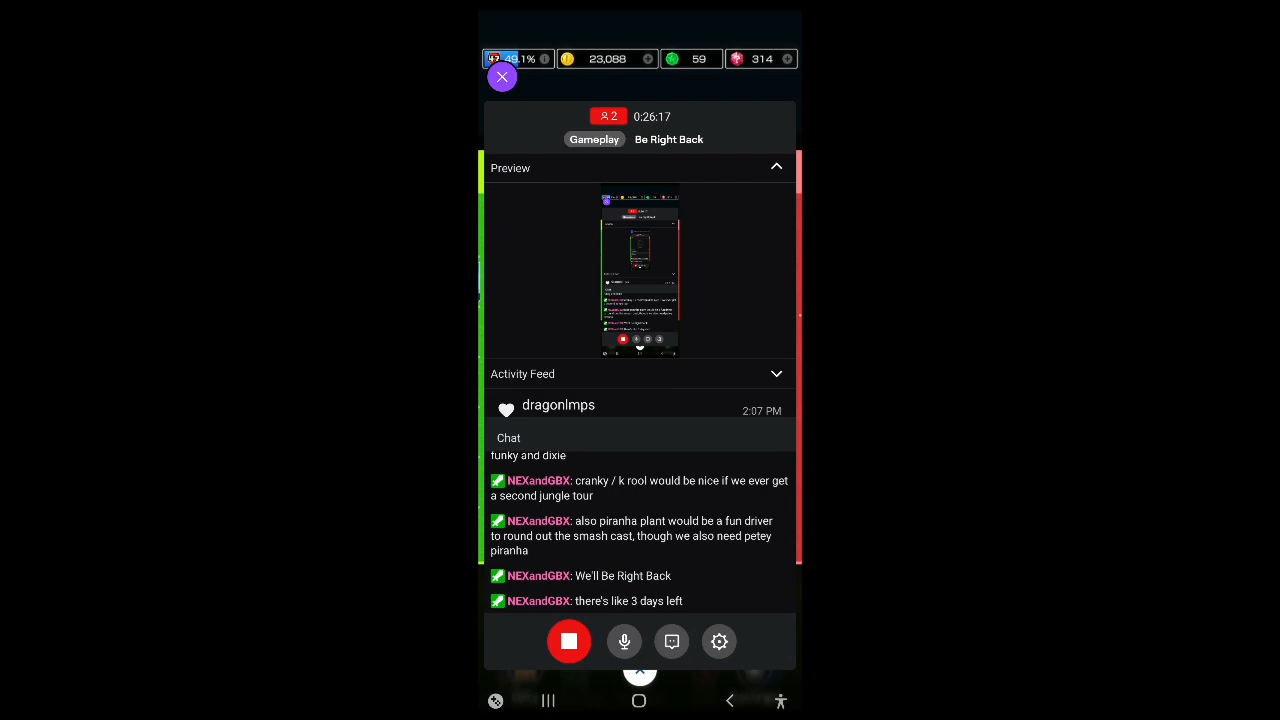 47 49.1% 23,088 59 314
2 0:26:17
Gameplay Be Right Back
Preview
Activity Feed
dragonlmps
2:07 PM
Chat
funky and dixie
NEXandGBX: cranky / k rool would be nice if we ever get
a second jungle tour
NEXandGBX: also piranha plant would be a fun driver
to round out the smash cast, though we also need petey
piranha
NEXandGBX: We'll Be Right Back
NEXandGBX: there's like 3 days left